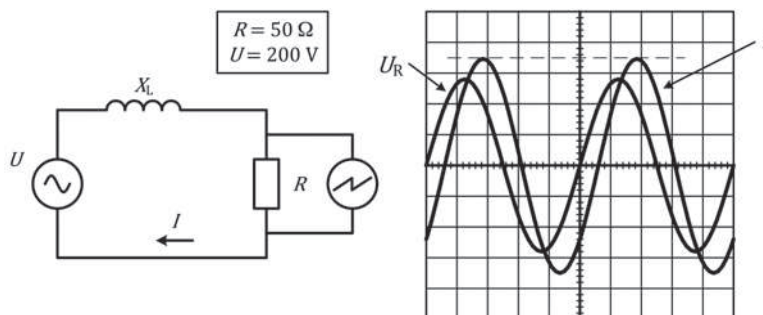 R = 50 Ω
U = 200 V
X_L
U
R
I
U_R